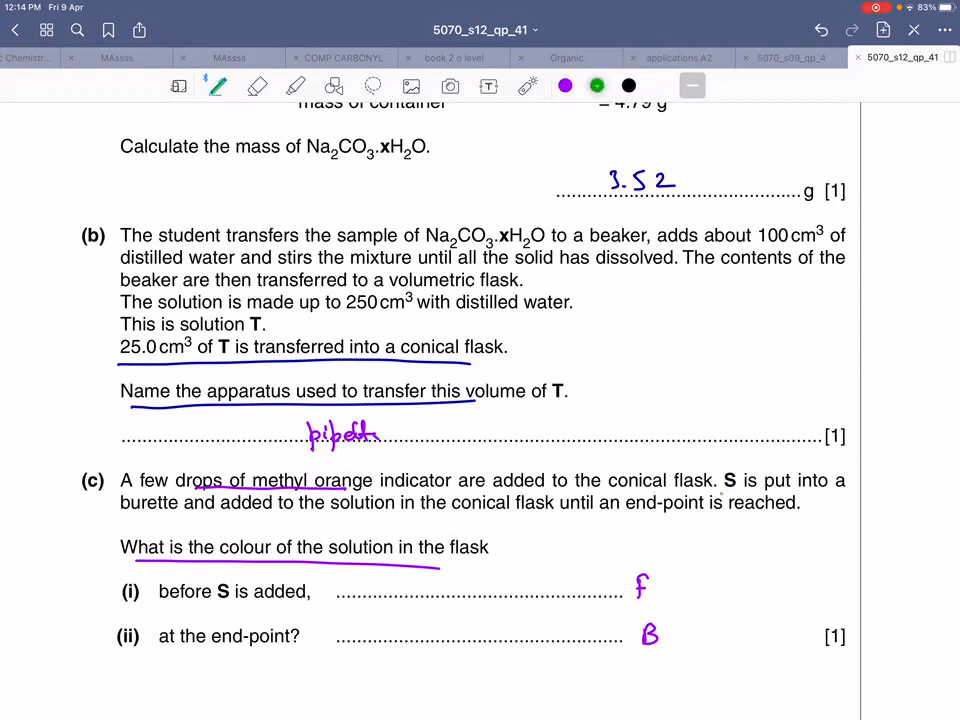 12:14 PM Fri 9 Apr
83%
5070_s12_qp_41
c Chemistr...
MAssss
MAssss
COMP CARBONYL
book 2 o level
Organic
applications A2
5070_s09_qp_4
5070_s12_qp_41
mass of container = 4.79 g
Calculate the mass of Na2CO3.xH2O.
3.52
g [1]
(b) The student transfers the sample of Na2CO3.xH2O to a beaker, adds about 100 cm3 of
distilled water and stirs the mixture until all the solid has dissolved. The contents of the
beaker are then transferred to a volumetric flask.
The solution is made up to 250 cm3 with distilled water.
This is solution T.
25.0 cm3 of T is transferred into a conical flask.
Name the apparatus used to transfer this volume of T.
pipette
[1]
(c) A few drops of methyl orange indicator are added to the conical flask. S is put into a
burette and added to the solution in the conical flask until an end-point is reached.
What is the colour of the solution in the flask
(i) before S is added, F
(ii) at the end-point? B [1]